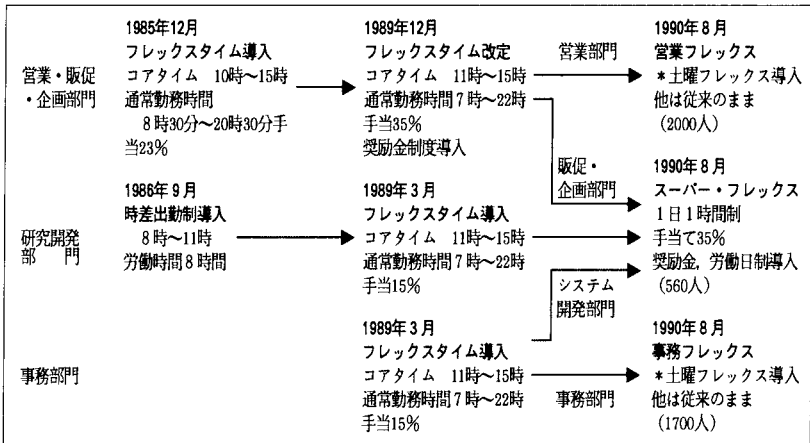 営業・販促
・企画部門
1985年12月
フレックスタイム導入
コアタイム 10時〜15時
通常勤務時間
8時30分〜20時30分手
当23%
1989年12月
フレックスタイム改定
コアタイム 11時〜15時
通常勤務時間7時〜22時
手当35%
奨励金制度導入
営業部門
1990年8月
営業フレックス
*土曜フレックス導入
他は従来のまま
(2000人)
販促・
企画部門
1990年8月
スーパー・フレックス
1日1時間制
手当て35%
奨励金,労働日制導入
(560人)
研究開発
部 門
1986年9月
時差出勤制導入
8時〜11時
労働時間8時間
1989年3月
フレックスタイム導入
コアタイム 11時〜15時
通常勤務時間7時〜22時
手当15%
システム
開発部門
事務部門
1989年3月
フレックスタイム導入
コアタイム 11時〜15時
通常勤務時間7時〜22時
手当15%
事務部門
1990年8月
事務フレックス
*土曜フレックス導入
他は従来のまま
(1700人)